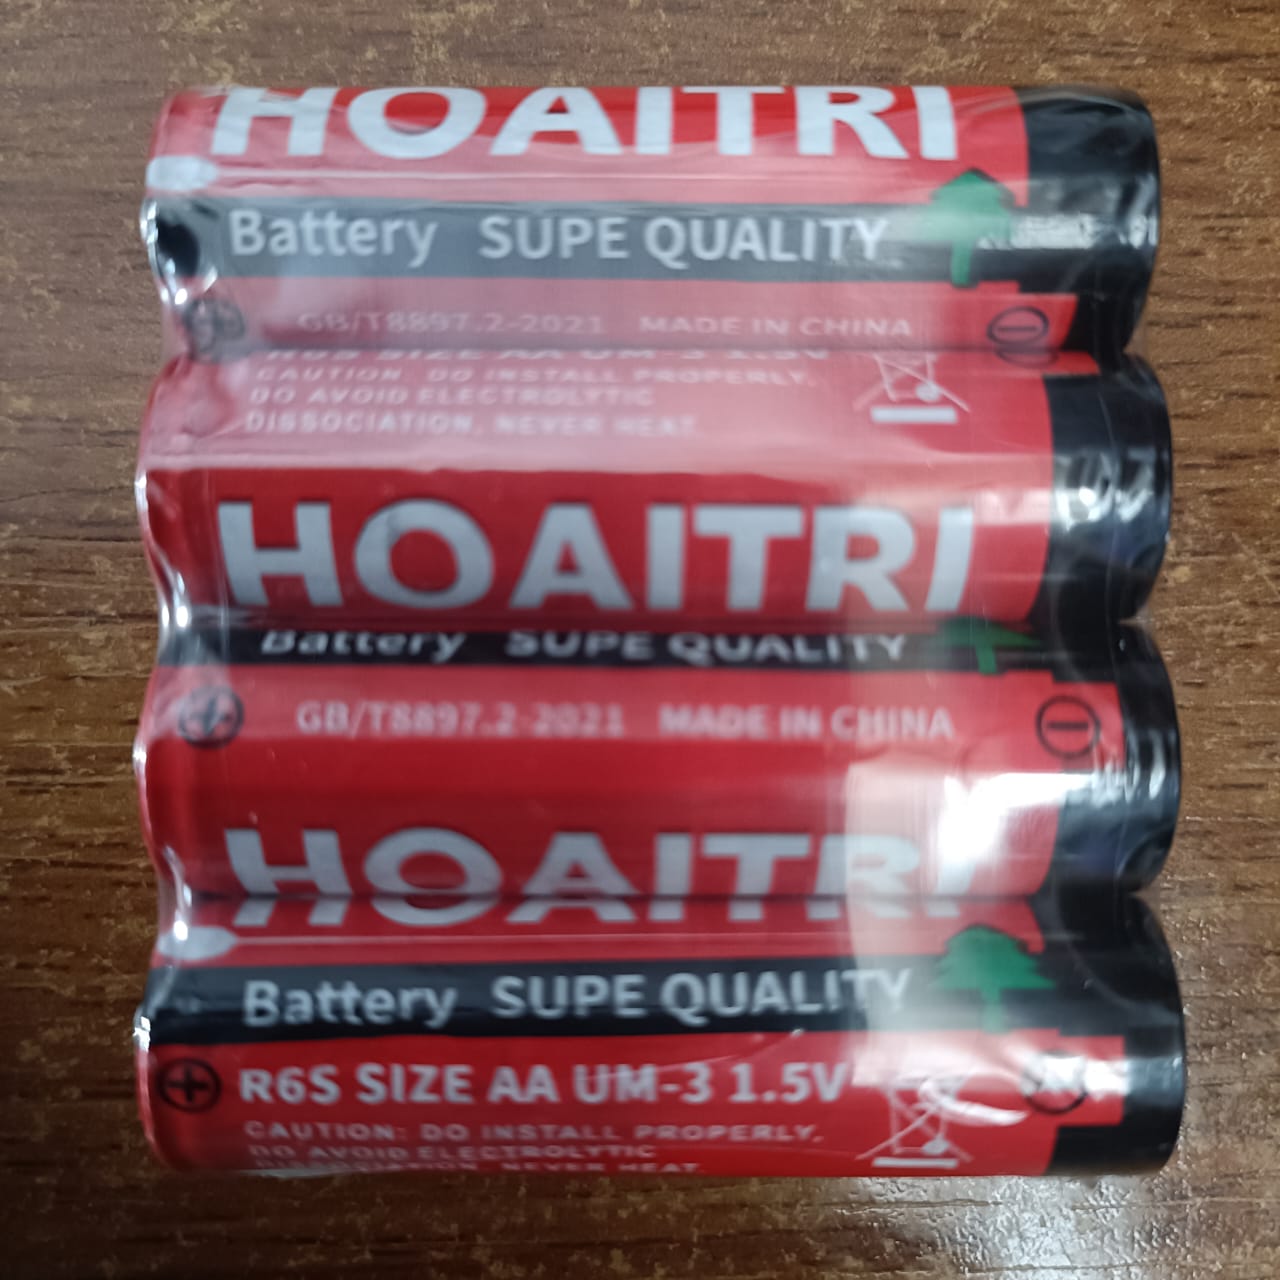 HOAITRI
Battery SUPE QUALITY
GB/T8897.2-2021 MADE IN CHINA
R6S SIZE AA UM-3 1.5V
CAUTION: DO INSTALL PROPERLY,
DO AVOID ELECTROLYTIC
DISSOCIATION, NEVER HEAT.
HOAITRI
Battery SUPE QUALITY
GB/T8897.2-2021 MADE IN CHINA
HOAITRI
Battery SUPE QUALITY
R6S SIZE AA UM-3 1.5V
CAUTION: DO INSTALL PROPERLY,
DO AVOID ELECTROLYTIC
DISSOCIATION, NEVER HEAT.